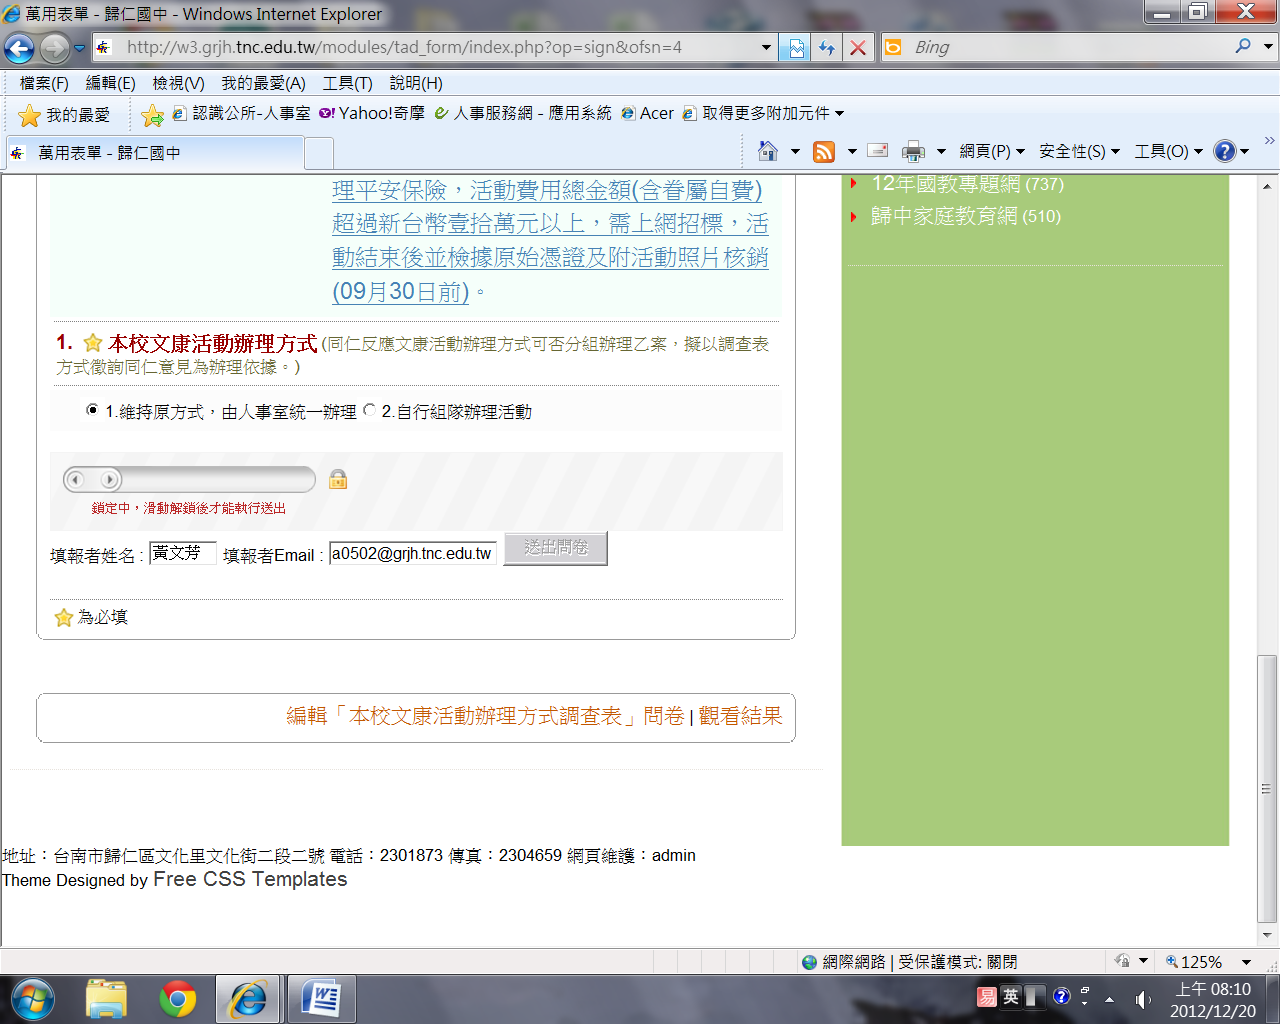 萬用表單 - 歸仁國中 - Windows Internet Explorer
http://w3.grjh.tnc.edu.tw/modules/tad_form/index.php?op=sign&ofsn=4
Bing
檔案(F) 編輯(E) 檢視(V) 我的最愛(A) 工具(T) 說明(H)
我的最愛 認識公所-人事室 Yahoo!奇摩 人事服務網 - 應用系統 Acer 取得更多附加元件
萬用表單 - 歸仁國中 網頁(P) 安全性(S) 工具(O)
12年國教專題網 (737)
歸中家庭教育網 (510)
理平安保險，活動費用總金額(含眷屬自費)
超過新台幣壹拾萬元以上，需上網招標，活
動結束後並檢據原始憑證及附活動照片核銷
(09月30日前)。
1. 本校文康活動辦理方式 (同仁反應文康活動辦理方式可否分組辦理乙案，擬以調查表
方式徵詢同仁意見為辦理依據。)
1.維持原方式，由人事室統一辦理 2.自行組隊辦理活動
鎖定中，滑動解鎖後才能執行送出
填報者姓名 : 黃文芳 填報者Email : a0502@grjh.tnc.edu.tw 送出問卷
為必填
編輯「本校文康活動辦理方式調查表」問卷 | 觀看結果
地址：台南市歸仁區文化里文化街二段二號 電話：2301873 傳真：2304659 網頁維護：admin
Theme Designed by Free CSS Templates
網際網路 | 受保護模式: 關閉
125%
易 英
上午 08:10
2012/12/20